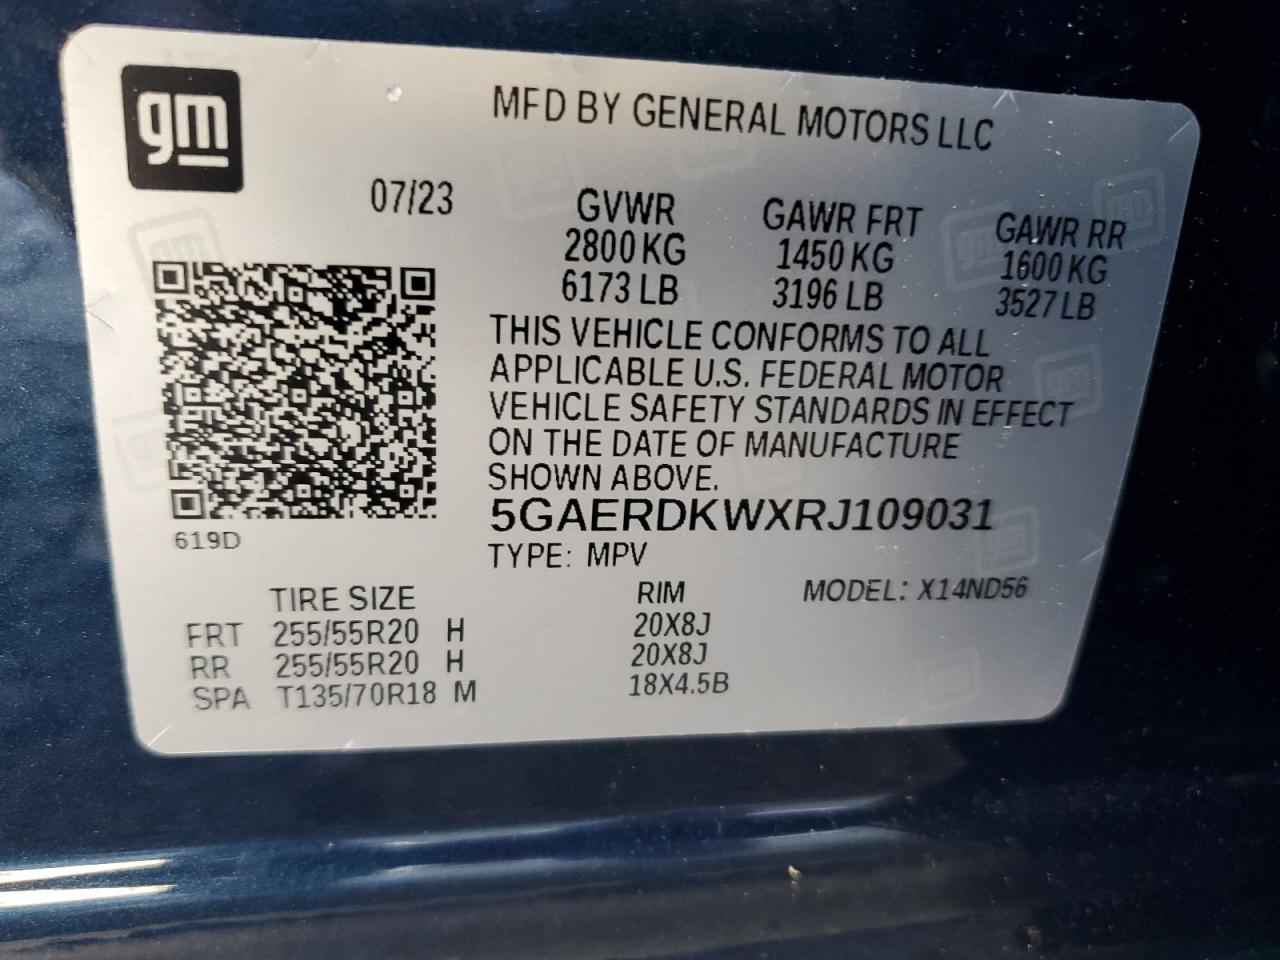 gm
MFD BY GENERAL MOTORS LLC
07/23
GVWR GAWR FRT GAWR RR
2800 KG 1450 KG 1600 KG
6173 LB 3196 LB 3527 LB
THIS VEHICLE CONFORMS TO ALL
APPLICABLE U.S. FEDERAL MOTOR
VEHICLE SAFETY STANDARDS IN EFFECT
ON THE DATE OF MANUFACTURE
SHOWN ABOVE.
5GAERDKWXRJ109031
619D
TYPE: MPV
TIRE SIZE RIM MODEL: X14ND56
FRT 255/55R20 H 20X8J
RR 255/55R20 H 20X8J
SPA T135/70R18 M 18X4.5B